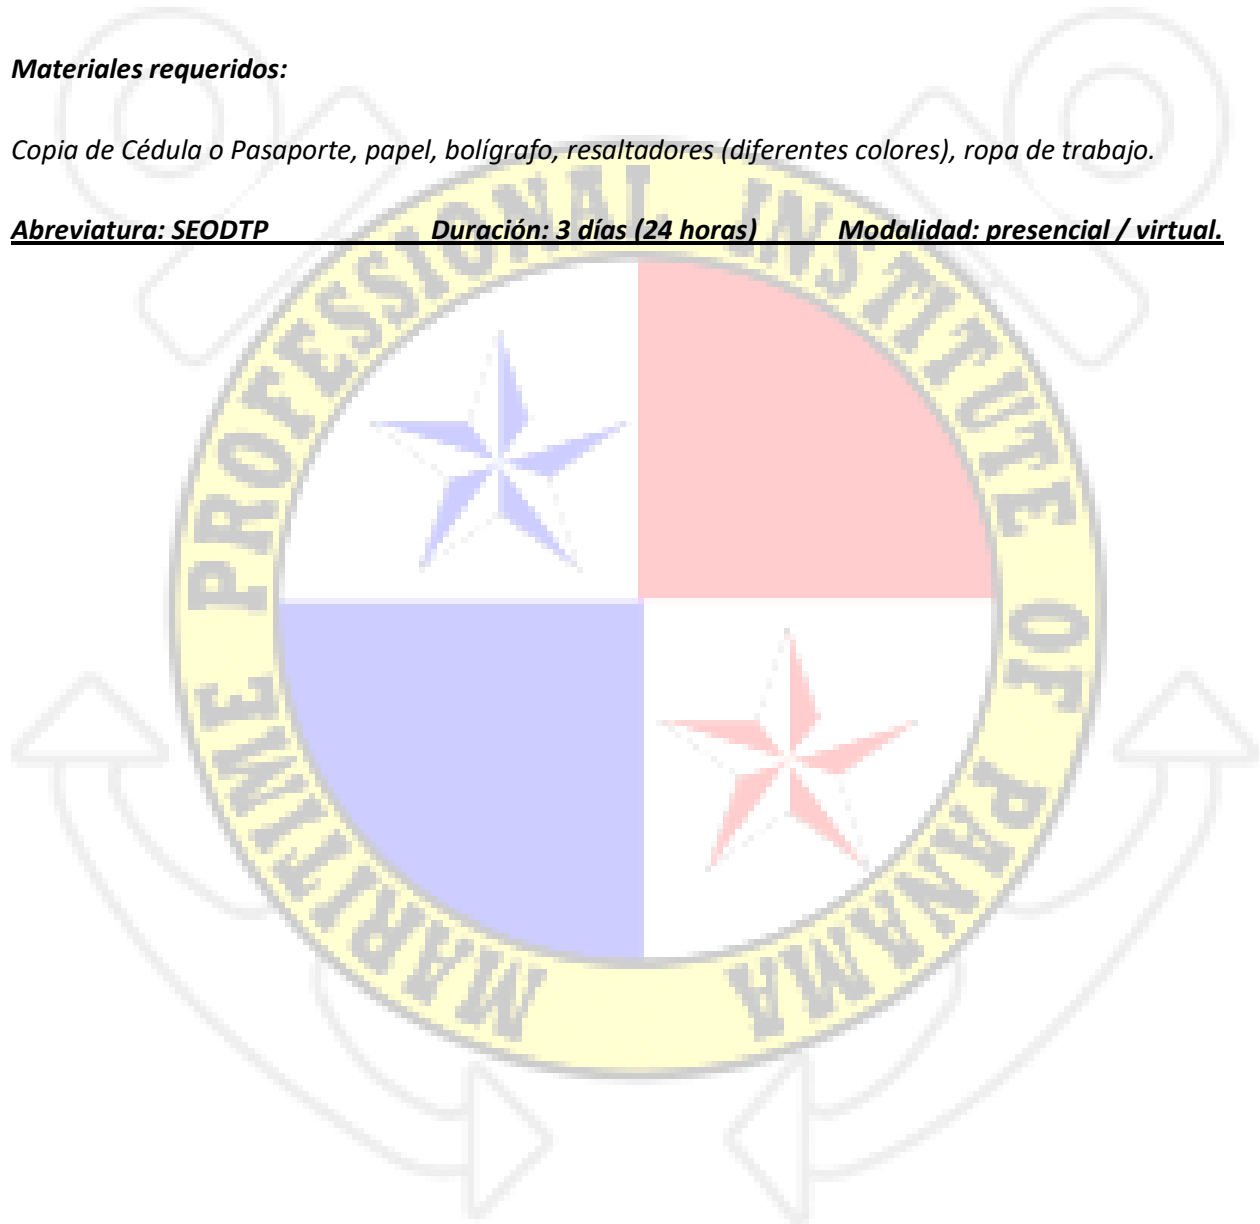 Materiales requeridos:
Copia de Cédula o Pasaporte, papel, bolígrafo, resaltadores (diferentes colores), ropa de trabajo.
Abreviatura: SEODTP Duración: 3 días (24 horas) Modalidad: presencial / virtual.
MARITIME PROFESSIONAL INSTITUTE OF PANAMA